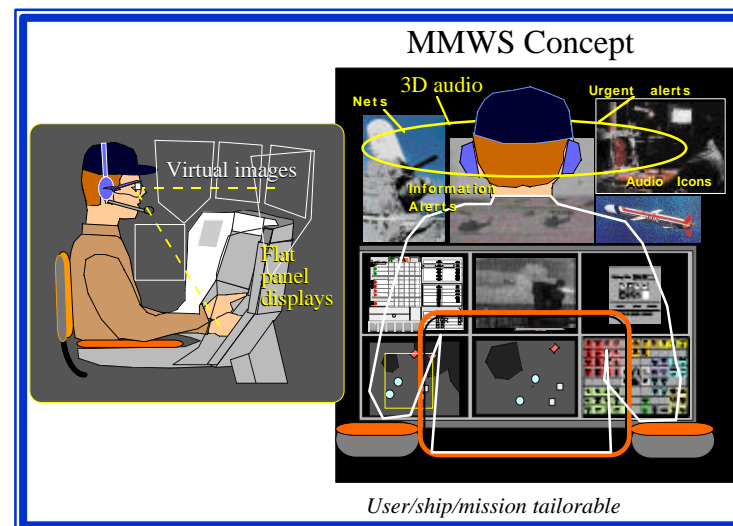 MMWS Concept
3D audio
Nets
Urgent alerts
Virtual images
Information
Alerts
Audio Icons
Flat
panel
displays
User/ship/mission tailorable